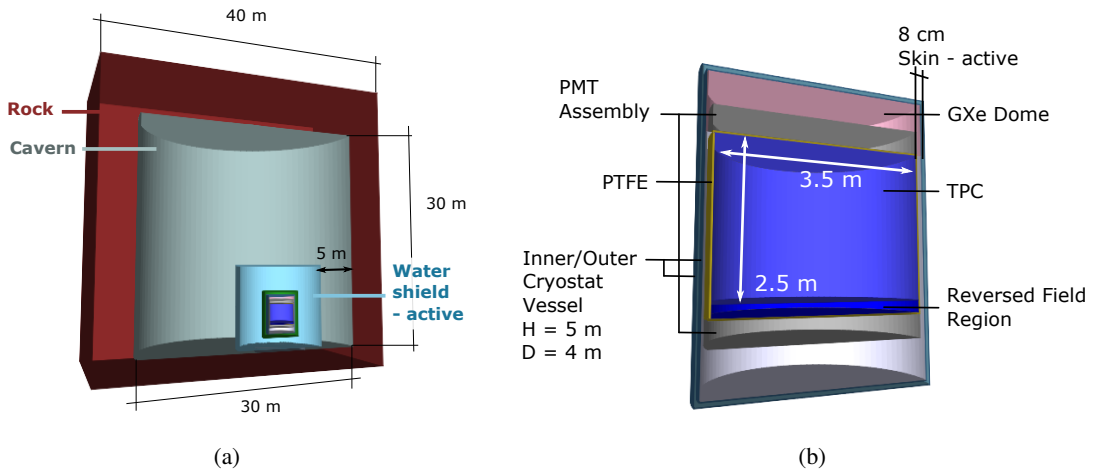 40 m
Rock
Cavern
30 m
5 m
Water
shield
- active
30 m
(a)
8 cm
Skin - active
PMT
Assembly
GXe Dome
PTFE
3.5 m
TPC
Inner/Outer
Cryostat
Vessel
H = 5 m
D = 4 m
2.5 m
Reversed Field
Region
(b)